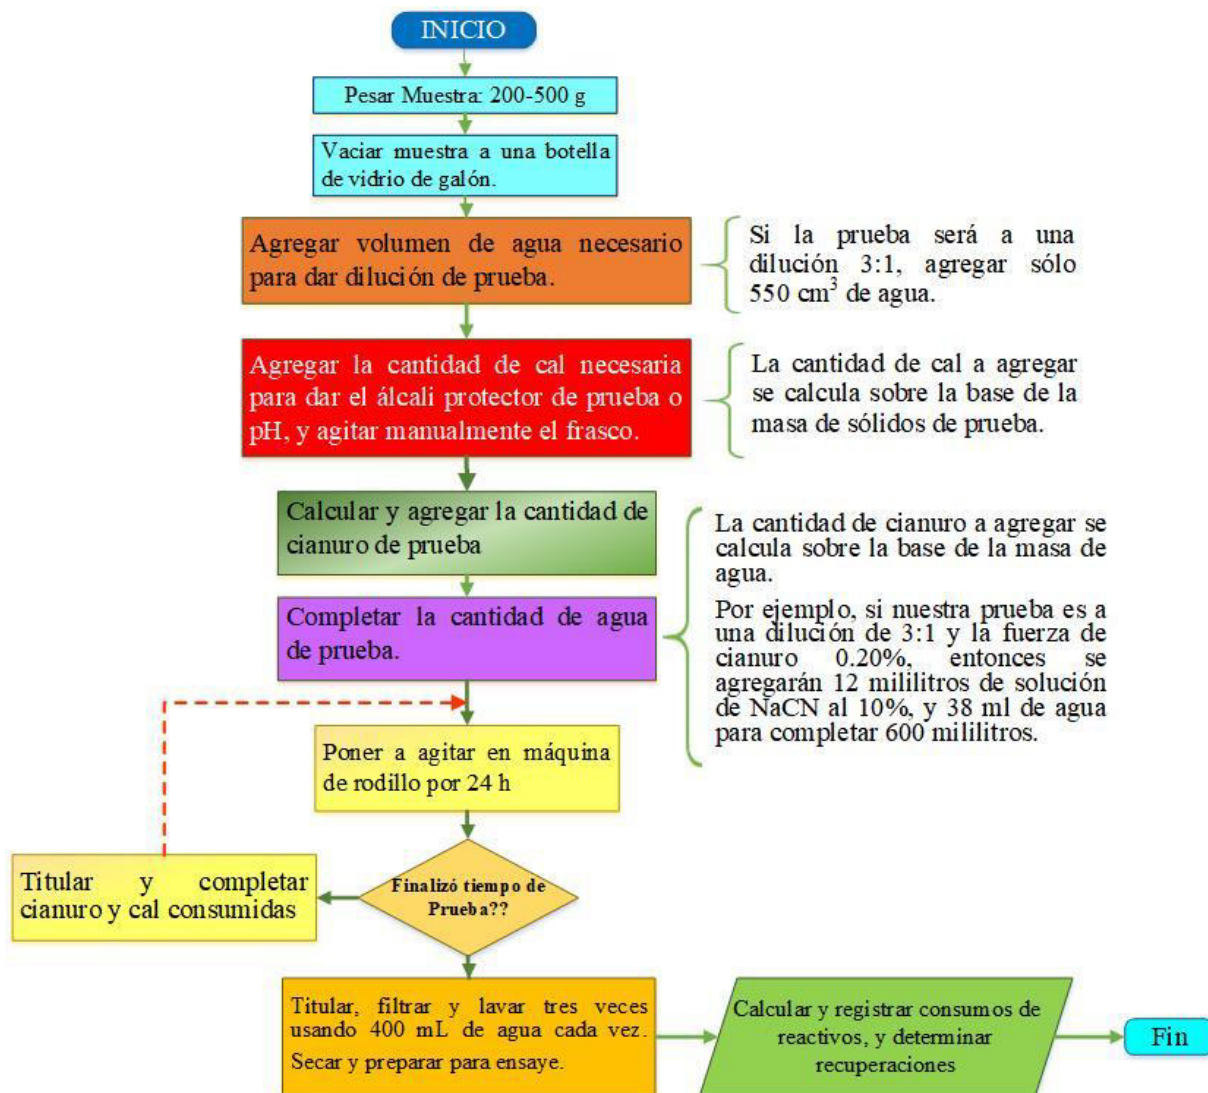 INICIO
Pesar Muestra: 200-500 g
Vaciar muestra a una botella
de vidrio de galón.
Agregar volumen de agua necesario
para dar dilución de prueba.
Si la prueba será a una
dilución 3:1, agregar sólo
550 cm³ de agua.
Agregar la cantidad de cal necesaria
para dar el álcali protector de prueba o
pH, y agitar manualmente el frasco.
La cantidad de cal a agregar
se calcula sobre la base de la
masa de sólidos de prueba.
Calcular y agregar la cantidad de
cianuro de prueba
Completar la cantidad de agua
de prueba.
La cantidad de cianuro a agregar se
calcula sobre la base de la masa de
agua.
Por ejemplo, si nuestra prueba es a
una dilución de 3:1 y la fuerza de
cianuro 0.20%, entonces se
agregarán 12 mililitros de solución
de NaCN al 10%, y 38 ml de agua
para completar 600 mililitros.
Poner a agitar en máquina
de rodillo por 24 h
Finalizó tiempo de
Prueba??
Titular y completar
cianuro y cal consumidas
Titular, filtrar y lavar tres veces
usando 400 mL de agua cada vez.
Secar y preparar para ensaye.
Calcular y registrar consumos de
reactivos, y determinar
recuperaciones
Fin